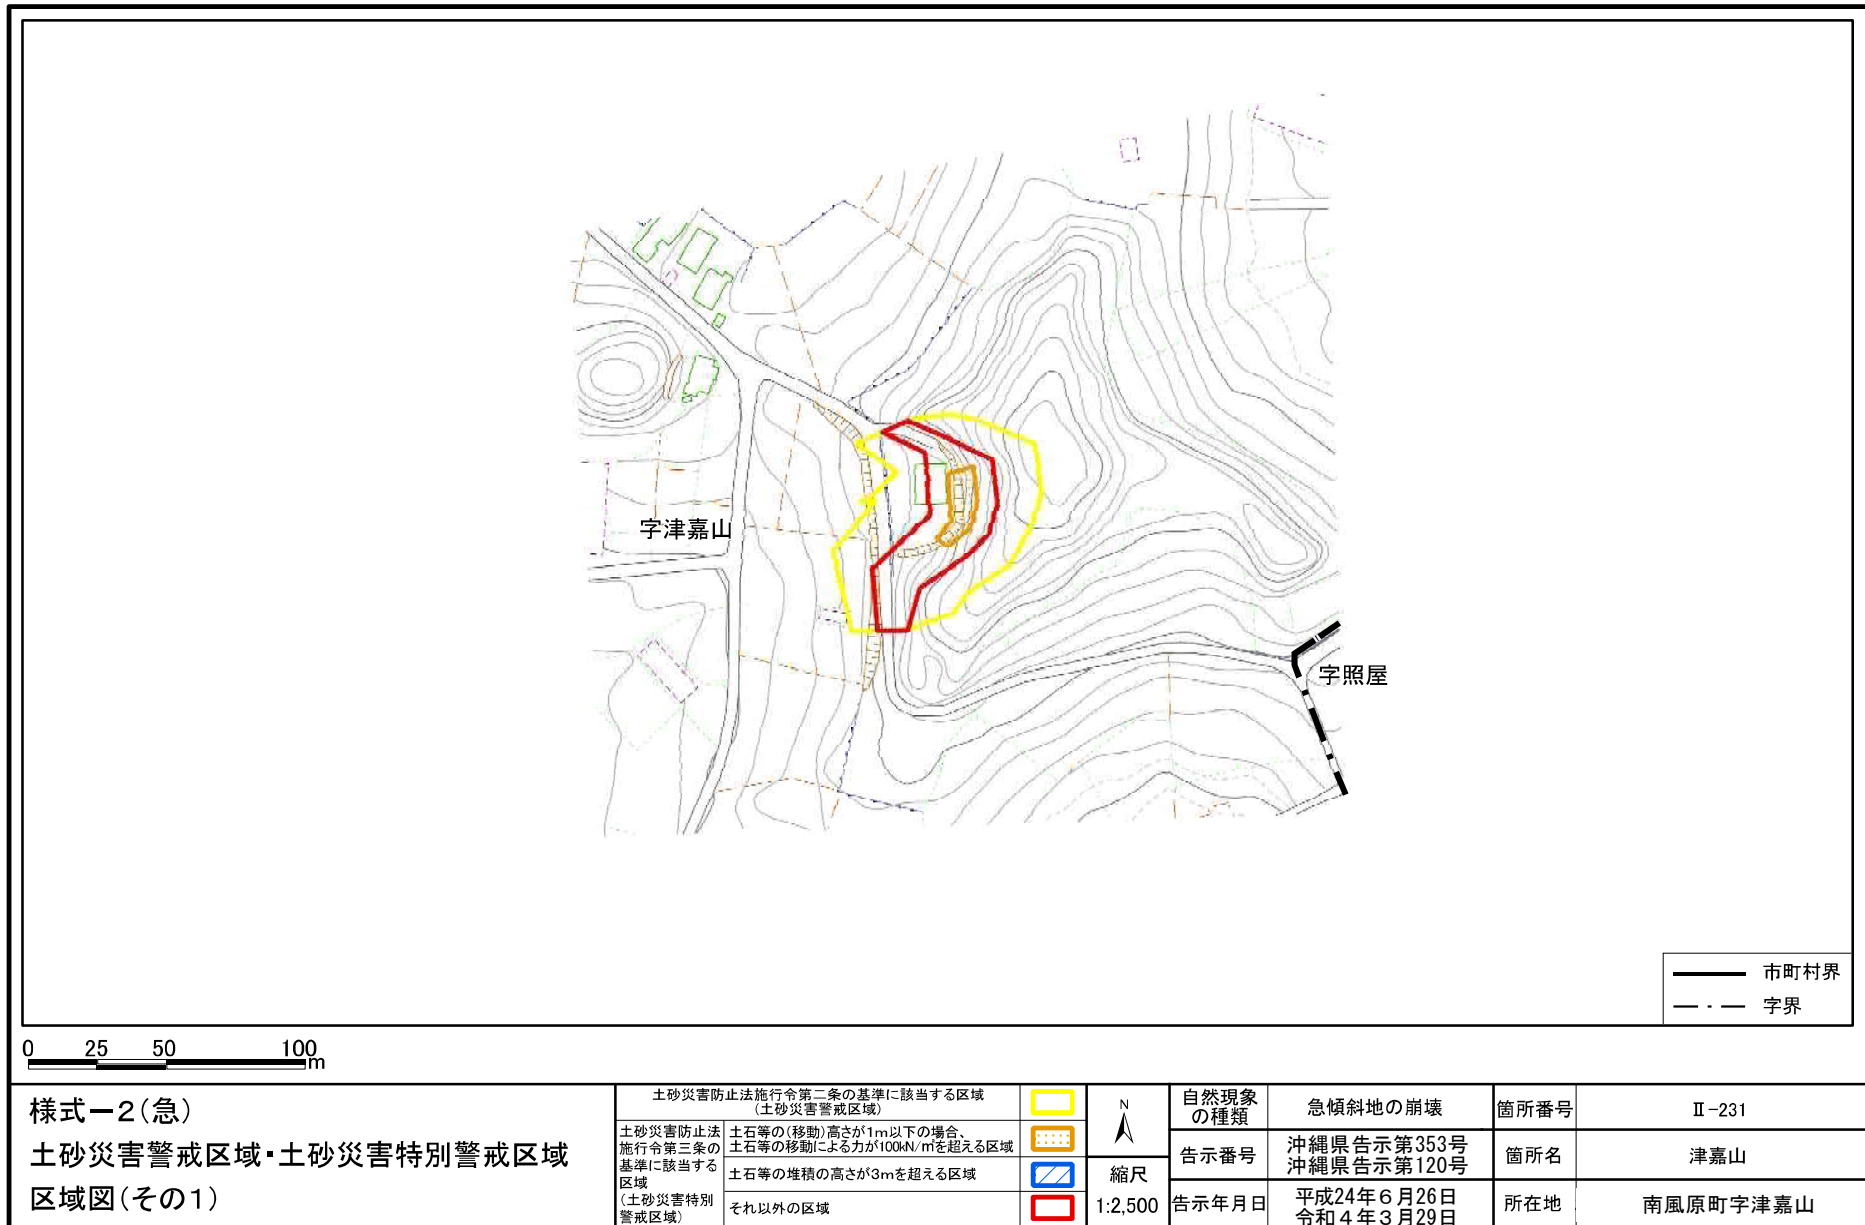 字津嘉山
字照屋
市町村界
字界
0 25 50 100
m
様式－2(急)
土砂災害警戒区域・土砂災害特別警戒区域
区域図(その1)
土砂災害防止法施行令第二条の基準に該当する区域
(土砂災害警戒区域)
土砂災害防止法
施行令第三条の
基準に該当する
区域
(土砂災害特別
警戒区域)
土石等の(移動)高さが1m以下の場合、
土石等の移動による力が100kN/㎡を超える区域
土石等の堆積の高さが3mを超える区域
それ以外の区域
N
縮尺
1:2,500
自然現象
の種類
急傾斜地の崩壊
箇所番号
Ⅱ-231
告示番号
沖縄県告示第353号
沖縄県告示第120号
箇所名
津嘉山
告示年月日
平成24年6月26日
令和4年3月29日
所在地
南風原町字津嘉山